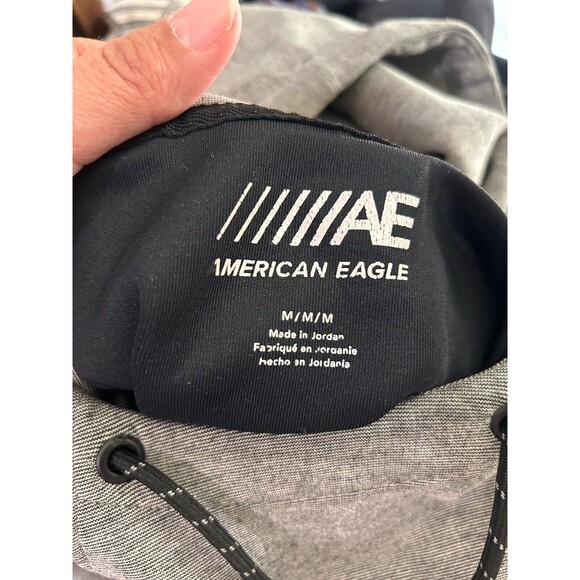 AE
AMERICAN EAGLE
M/M/M
Made in Jordan
Fabriqué en Jordanie
Hecho en Jordania